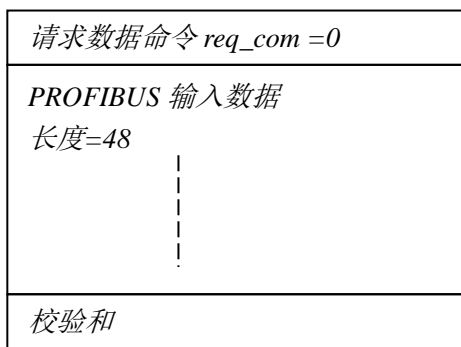 请求数据命令 req_com =0
PROFIBUS 输入数据
长度=48
校验和